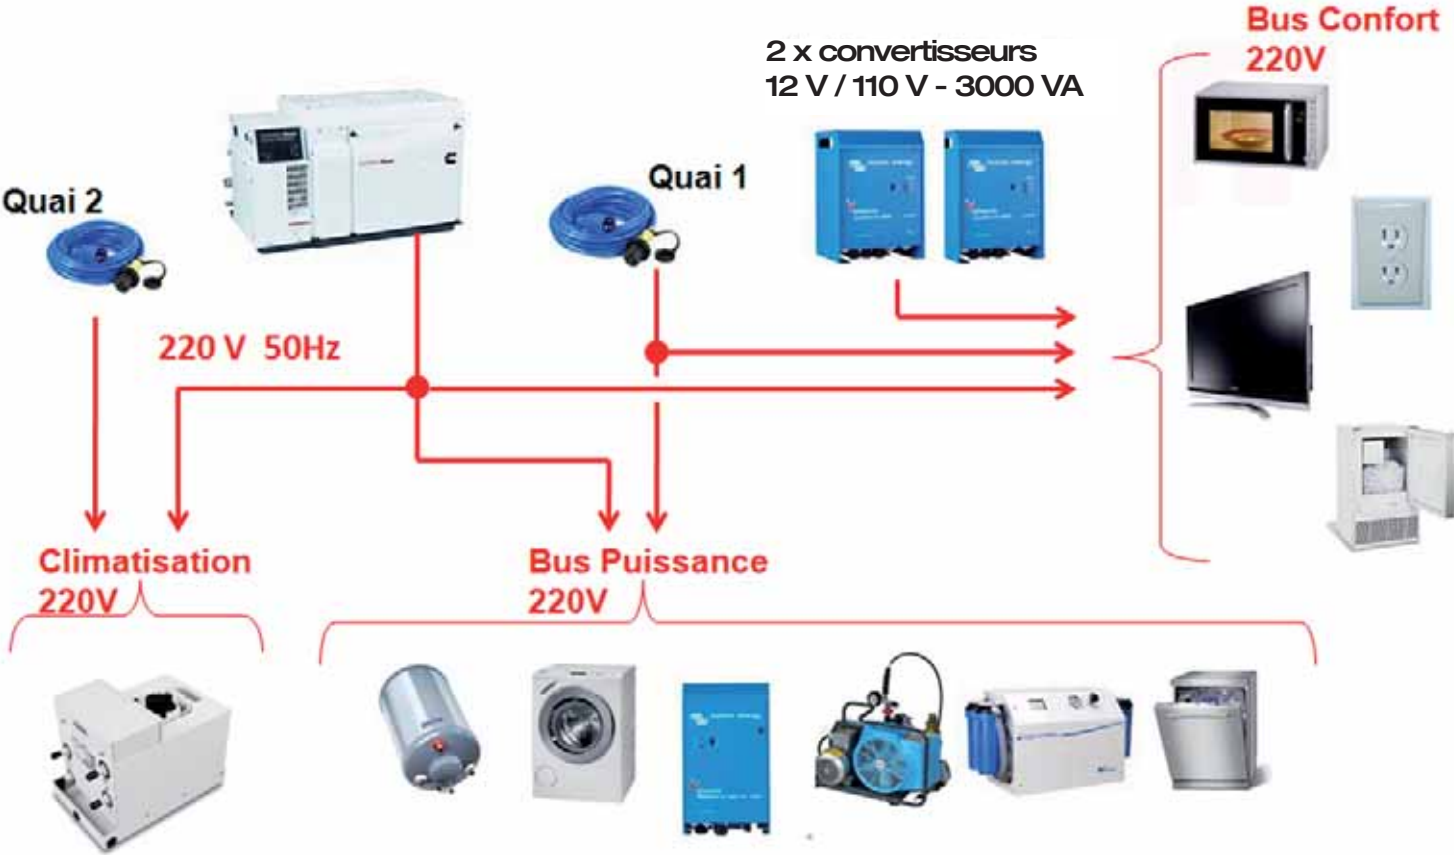 Bus Confort
220V
2 x convertisseurs
12 V / 110 V - 3000 VA
Quai 1
Quai 2
220 V 50Hz
Climatisation
220V
Bus Puissance
220V